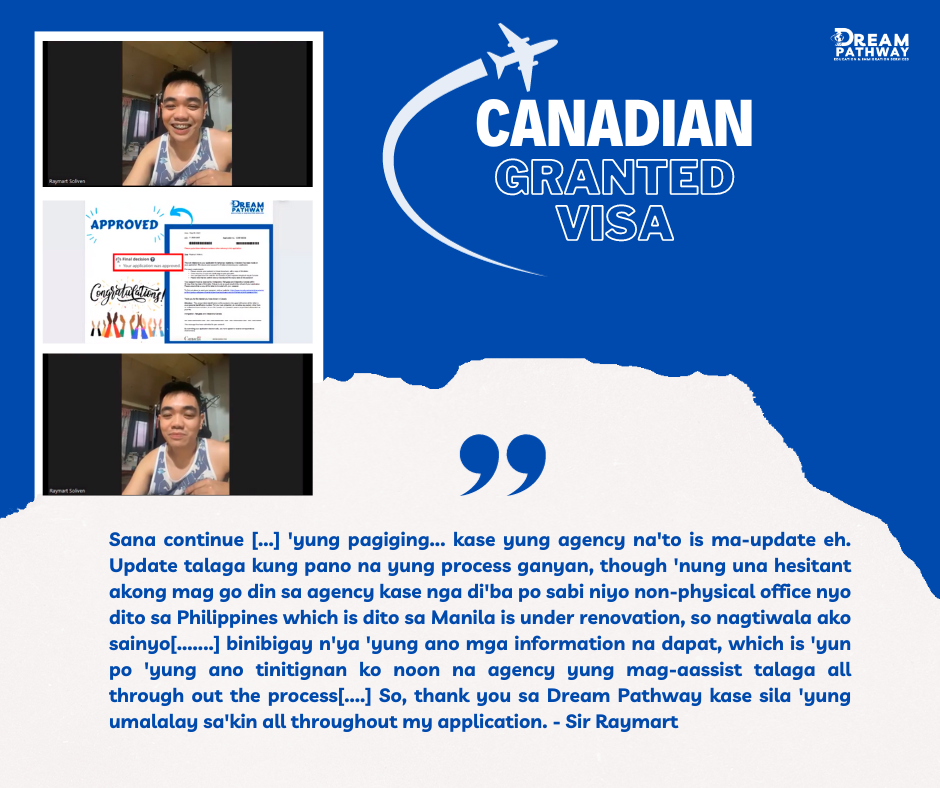 DREAM
PATHWAY
EDUCATION & IMMIGRATION SERVICES
CANADIAN
GRANTED
VISA
Raymart Soliven
DREAM
PATHWAY
APPROVED
Final decision
Your application was approved
Congratulations!
Canada
Raymart Soliven
Sana continue [...] 'yung pagiging... kase yung agency na'to is ma-update eh.
Update talaga kung pano na yung process ganyan, though 'nung una hesitant
akong mag go din sa agency kase nga di'ba po sabi niyo non-physical office nyo
dito sa Philippines which is dito sa Manila is under renovation, so nagtiwala ako
sainyo[.......] binibigay n'ya 'yung ano mga information na dapat, which is 'yun
po 'yung ano tinitignan ko noon na agency yung mag-aassist talaga all
through out the process[....] So, thank you sa Dream Pathway kase sila 'yung
umalalay sa'kin all throughout my application. - Sir Raymart